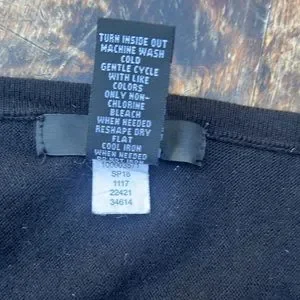 TURN INSIDE OUT
MACHINE WASH
COLD
GENTLE CYCLE
WITH LIKE
COLORS
ONLY NON-
CHLORINE
BLEACH
WHEN NEEDED
RESHAPE DRY
FLAT
COOL IRON
WHEN NEEDED
SP18
1117
22421
34614